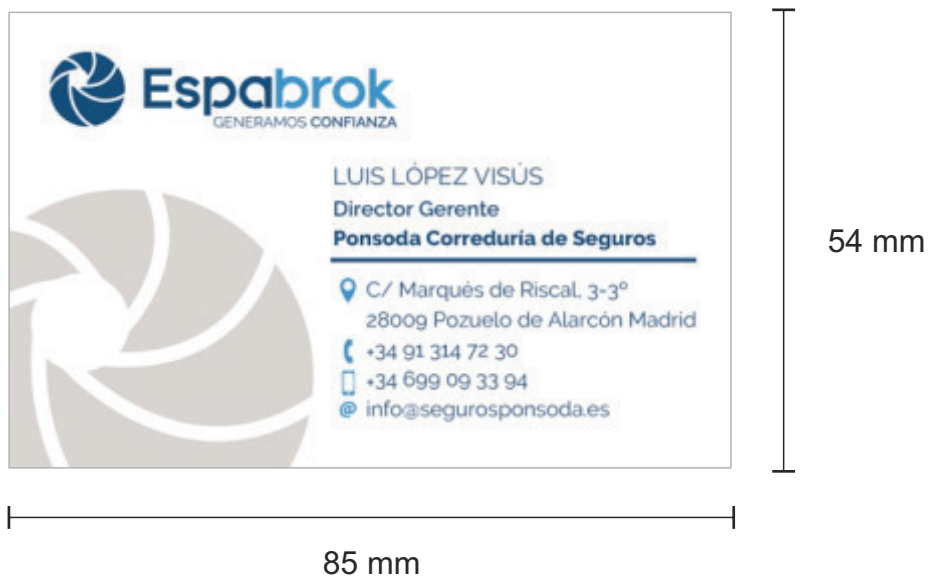 Espabrok
GENERAMOS CONFIANZA
LUIS LÓPEZ VISÚS
Director Gerente
Ponsoda Correduría de Seguros
C/ Marqués de Riscal, 3-3º
28009 Pozuelo de Alarcón Madrid
+34 91 314 72 30
+34 699 09 33 94
@ info@segurosponsoda.es
54 mm
85 mm